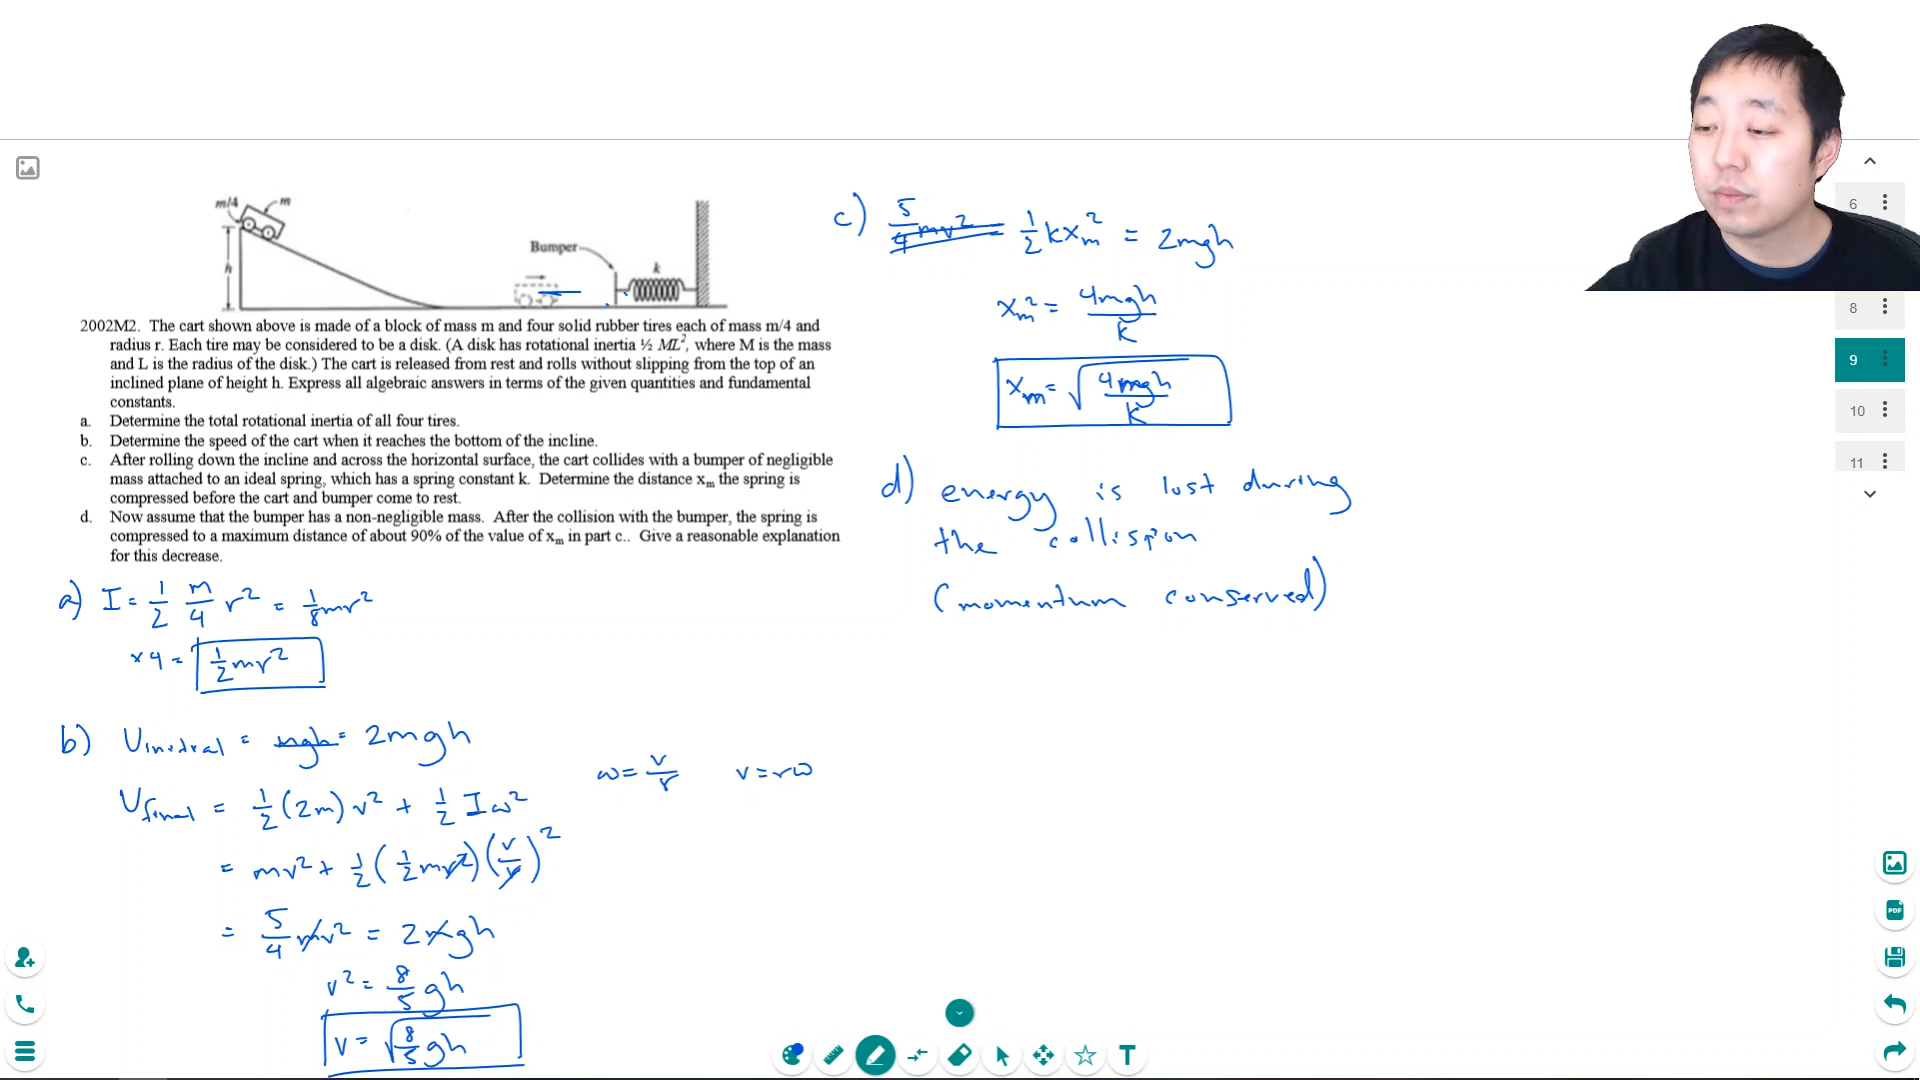 m/4
m
h
Bumper
k
2002M2. The cart shown above is made of a block of mass m and four solid rubber tires each of mass m/4 and
radius r. Each tire may be considered to be a disk. (A disk has rotational inertia ½ ML², where M is the mass
and L is the radius of the disk.) The cart is released from rest and rolls without slipping from the top of an
inclined plane of height h. Express all algebraic answers in terms of the given quantities and fundamental
constants.
a. Determine the total rotational inertia of all four tires.
b. Determine the speed of the cart when it reaches the bottom of the incline.
c. After rolling down the incline and across the horizontal surface, the cart collides with a bumper of negligible
mass attached to an ideal spring, which has a spring constant k. Determine the distance xₘ the spring is
compressed before the cart and bumper come to rest.
d. Now assume that the bumper has a non-negligible mass. After the collision with the bumper, the spring is
compressed to a maximum distance of about 90% of the value of xₘ in part c.. Give a reasonable explanation
for this decrease.
a) I = 1/2 m/4 r² = 1/8 mr²
x 4 = 1/2 mr²
b) Uinitial = mgh = 2mgh
ω = v/r v = rω
Ufinal = 1/2 (2m) v² + 1/2 I ω²
= mv² + 1/2 (1/2 mr²) (v/r)²
= 5/4 mv² = 2mgh
v² = 8/5 gh
v = √8/5 gh
c) 5/4 mv² 1/2 kxₘ² = 2mgh
xₘ² = 4mgh/k
xₘ = √4mgh/k
d) energy is lost during
the collision
(momentum conserved)
6
8
9
10
11
PDF
T